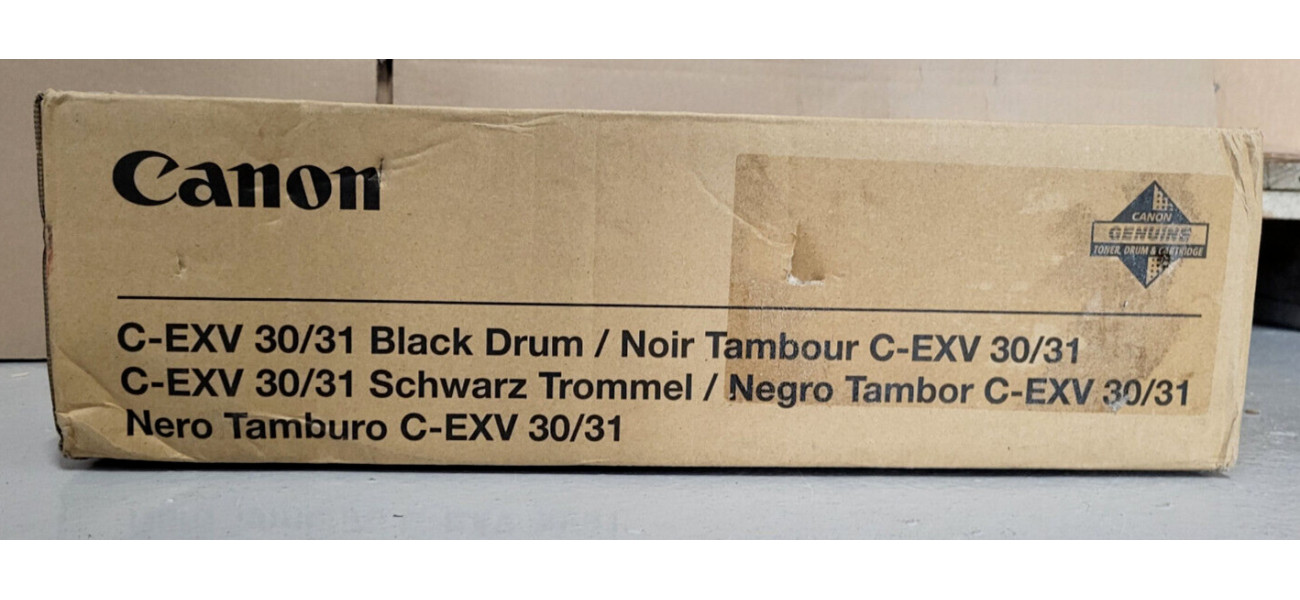 Canon
CANON
GENUINE
TONER, DRUM & CARTRIDGE
C-EXV 30/31 Black Drum / Noir Tambour C-EXV 30/31
C-EXV 30/31 Schwarz Trommel / Negro Tambor C-EXV 30/31
Nero Tamburo C-EXV 30/31